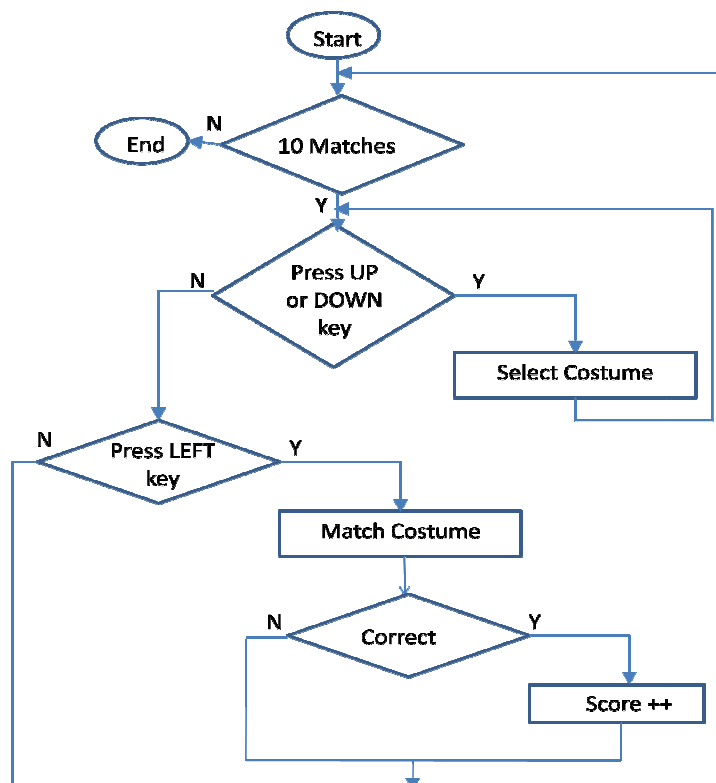 Start
N
End
10 Matches
Y
Press UP
or DOWN
key
N
Y
Select Costume
N
Press LEFT
key
Y
Match Costume
N
Correct
Y
Score ++